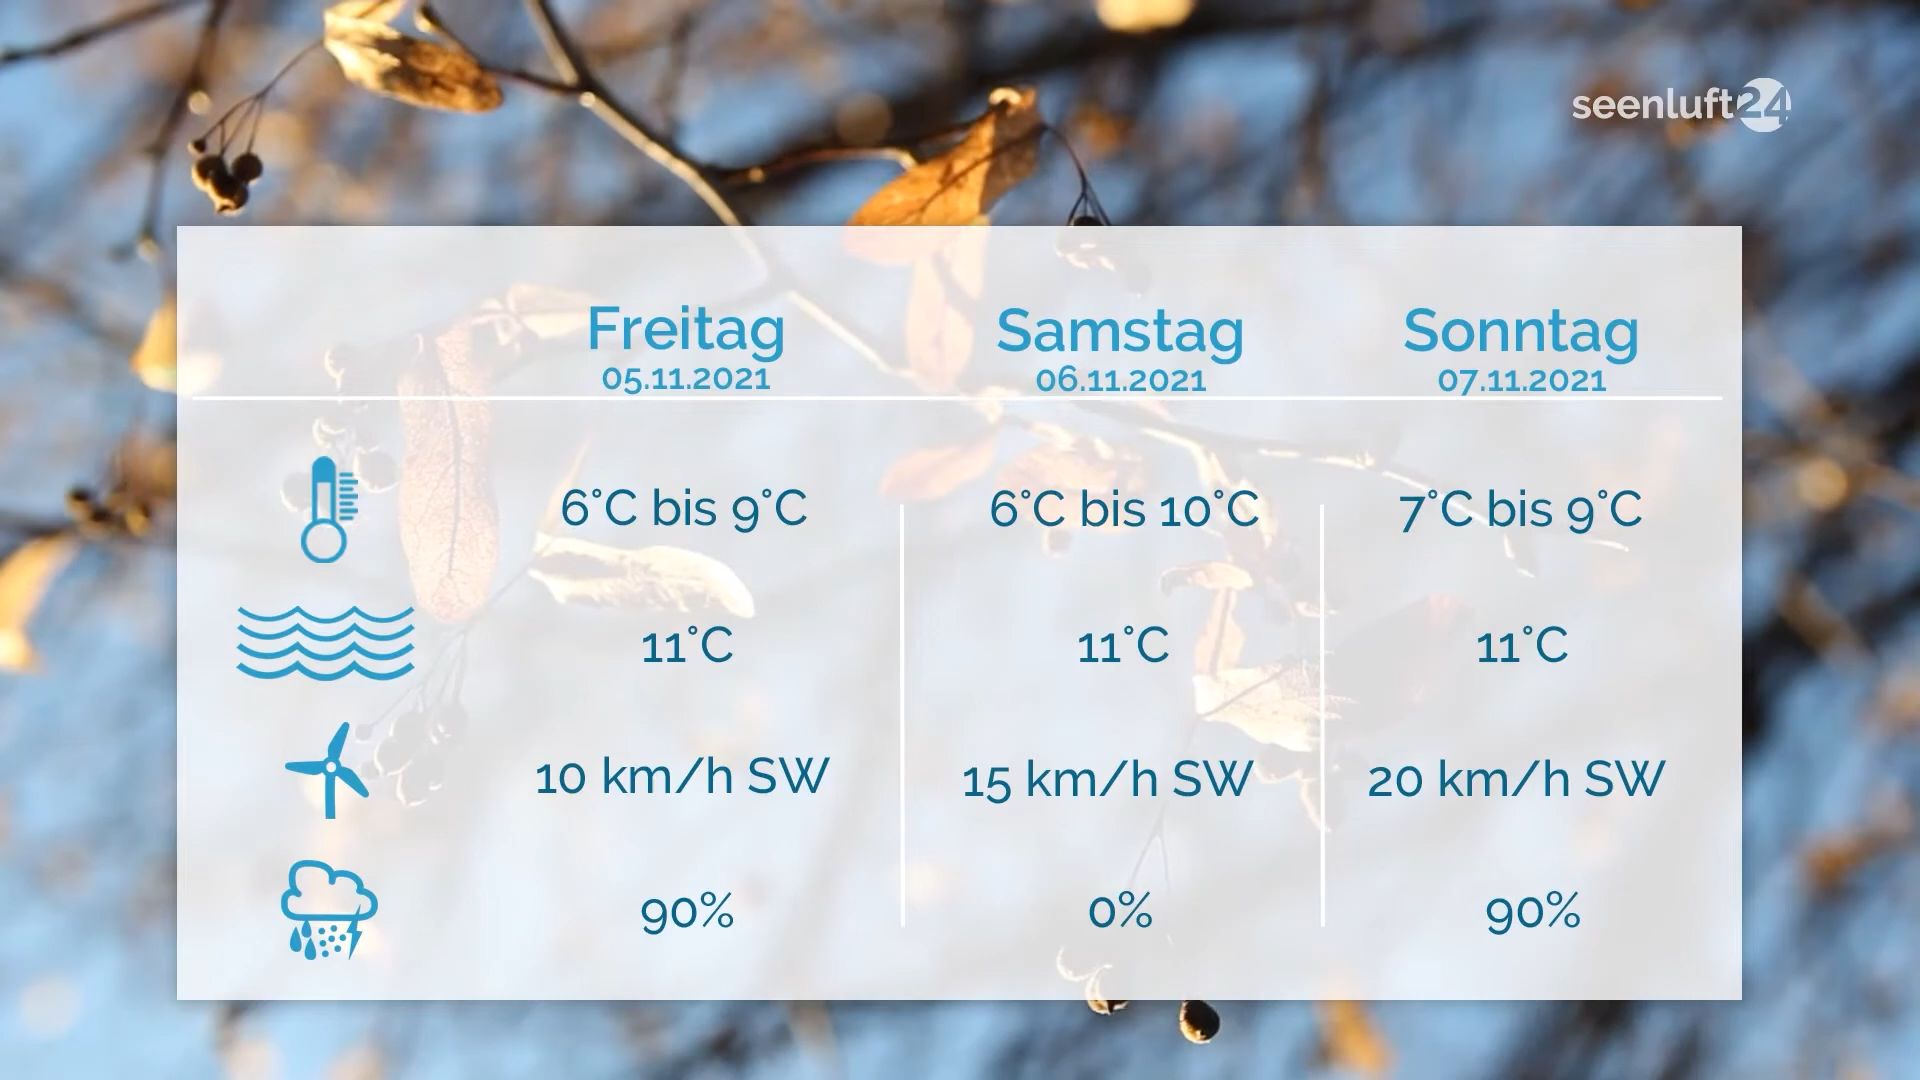 seenluft24
Freitag Samstag Sonntag
05.11.2021 06.11.2021 07.11.2021
6°C bis 9°C 6°C bis 10°C 7°C bis 9°C
11°C 11°C 11°C
10 km/h SW 15 km/h SW 20 km/h SW
90% 0% 90%